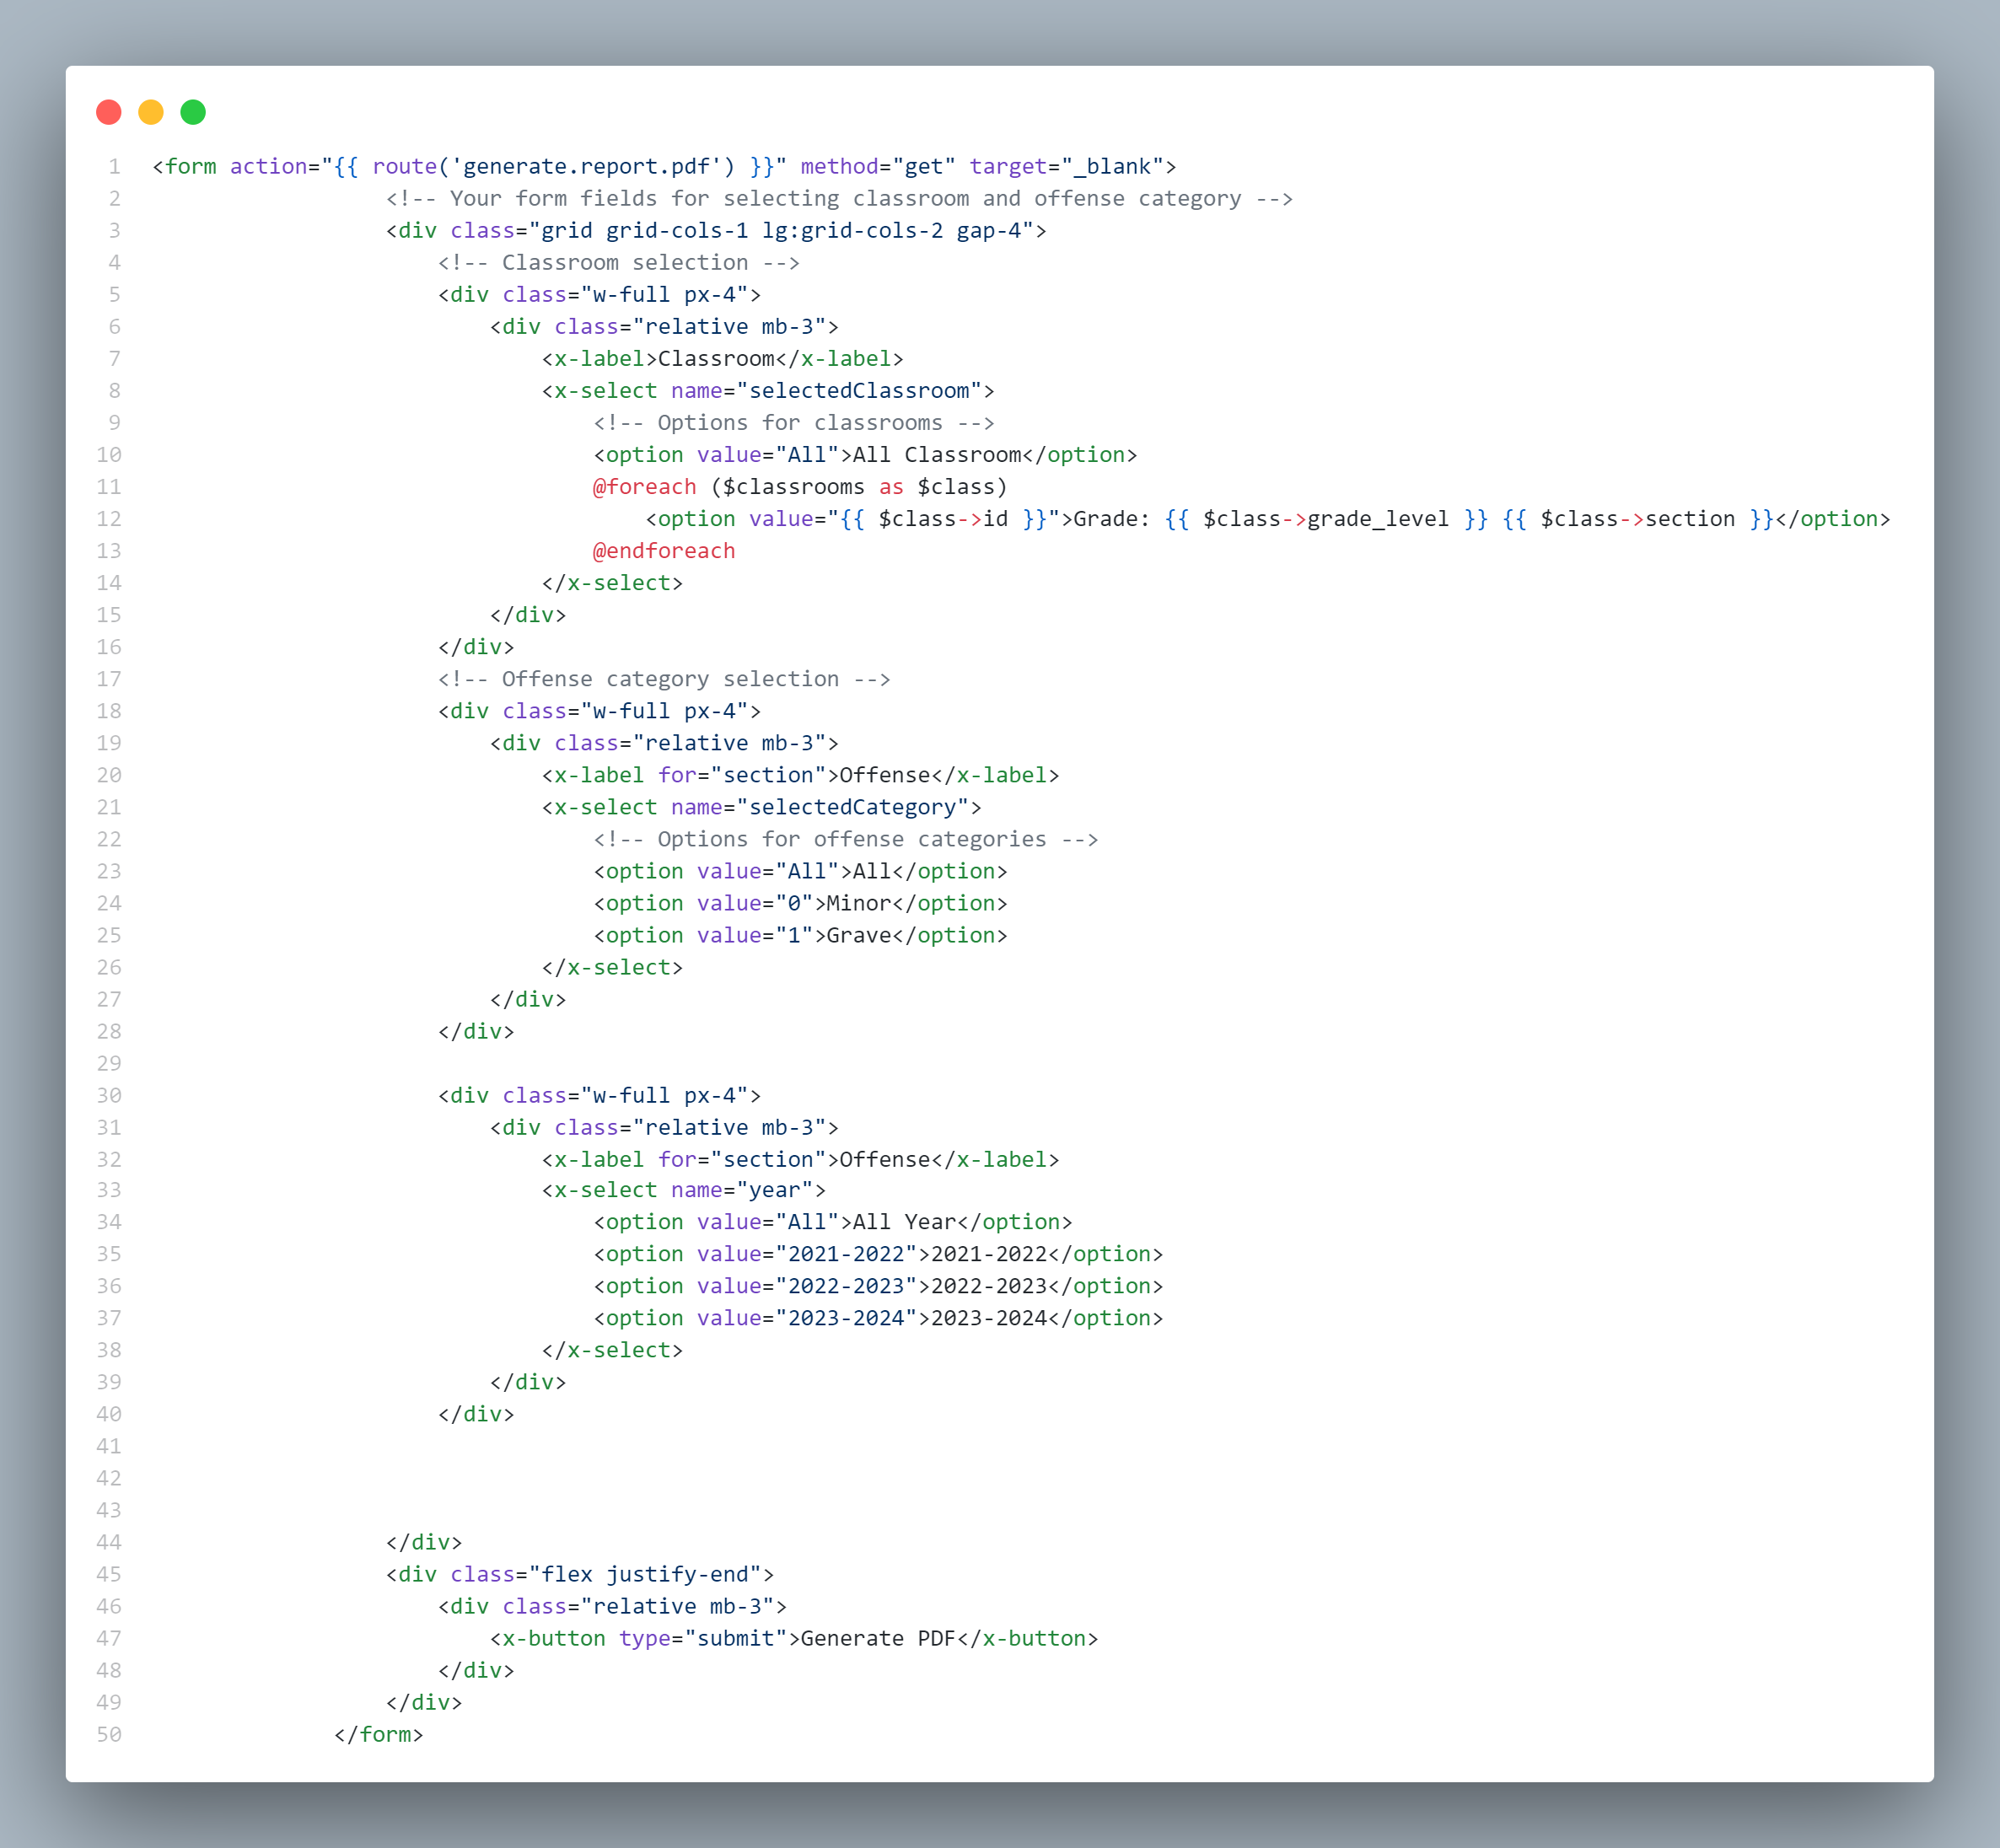 1 <form action="{{ route('generate.report.pdf') }}" method="get" target="_blank">
2 <!-- Your form fields for selecting classroom and offense category -->
3 <div class="grid grid-cols-1 lg:grid-cols-2 gap-4">
4 <!-- Classroom selection -->
5 <div class="w-full px-4">
6 <div class="relative mb-3">
7 <x-label>Classroom</x-label>
8 <x-select name="selectedClassroom">
9 <!-- Options for classrooms -->
10 <option value="All">All Classroom</option>
11 @foreach ($classrooms as $class)
12 <option value="{{ $class->id }}">Grade: {{ $class->grade_level }} {{ $class->section }}</option>
13 @endforeach
14 </x-select>
15 </div>
16 </div>
17 <!-- Offense category selection -->
18 <div class="w-full px-4">
19 <div class="relative mb-3">
20 <x-label for="section">Offense</x-label>
21 <x-select name="selectedCategory">
22 <!-- Options for offense categories -->
23 <option value="All">All</option>
24 <option value="0">Minor</option>
25 <option value="1">Grave</option>
26 </x-select>
27 </div>
28 </div>
29
30 <div class="w-full px-4">
31 <div class="relative mb-3">
32 <x-label for="section">Offense</x-label>
33 <x-select name="year">
34 <option value="All">All Year</option>
35 <option value="2021-2022">2021-2022</option>
36 <option value="2022-2023">2022-2023</option>
37 <option value="2023-2024">2023-2024</option>
38 </x-select>
39 </div>
40 </div>
41
42
43
44 </div>
45 <div class="flex justify-end">
46 <div class="relative mb-3">
47 <x-button type="submit">Generate PDF</x-button>
48 </div>
49 </div>
50 </form>